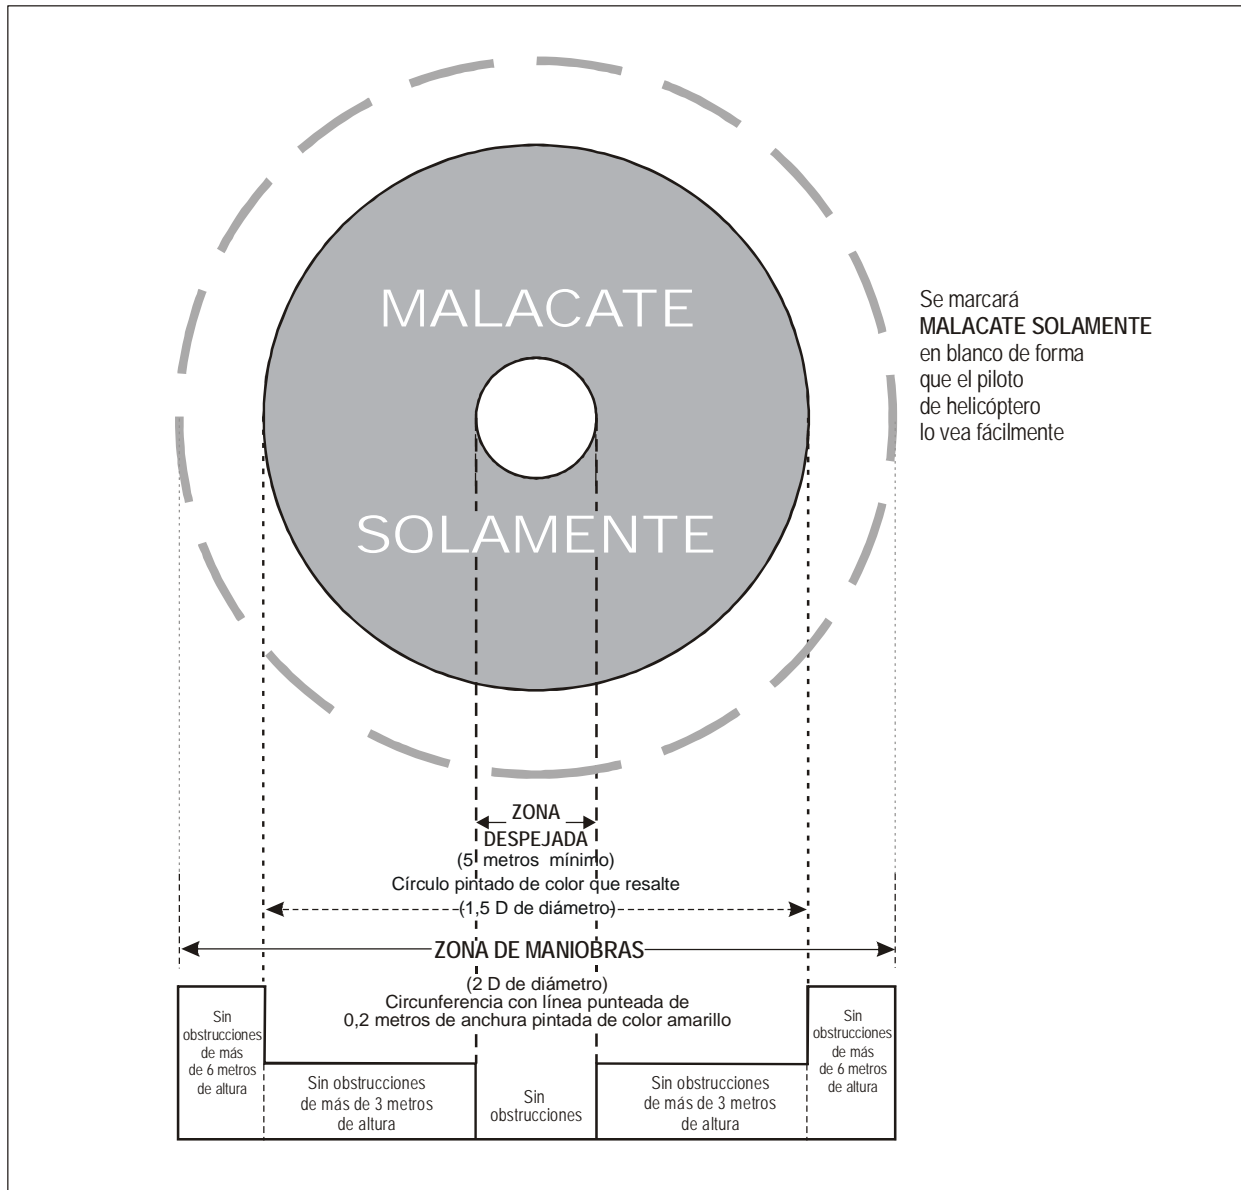 MALACATE
SOLAMENTE
Se marcará
MALACATE SOLAMENTE
en blanco de forma
que el piloto
de helicóptero
lo vea fácilmente
ZONA
DESPEJADA
(5 metros mínimo)
Círculo pintado de color que resalte
(1,5 D de diámetro)
ZONA DE MANIOBRAS
(2 D de diámetro)
Circunferencia con línea punteada de
0,2 metros de anchura pintada de color amarillo
Sin
obstrucciones
de más
de 6 metros
de altura
Sin obstrucciones
de más de 3 metros
de altura
Sin
obstrucciones
Sin obstrucciones
de más de 3 metros
de altura
Sin
obstrucciones
de más
de 6 metros
de altura